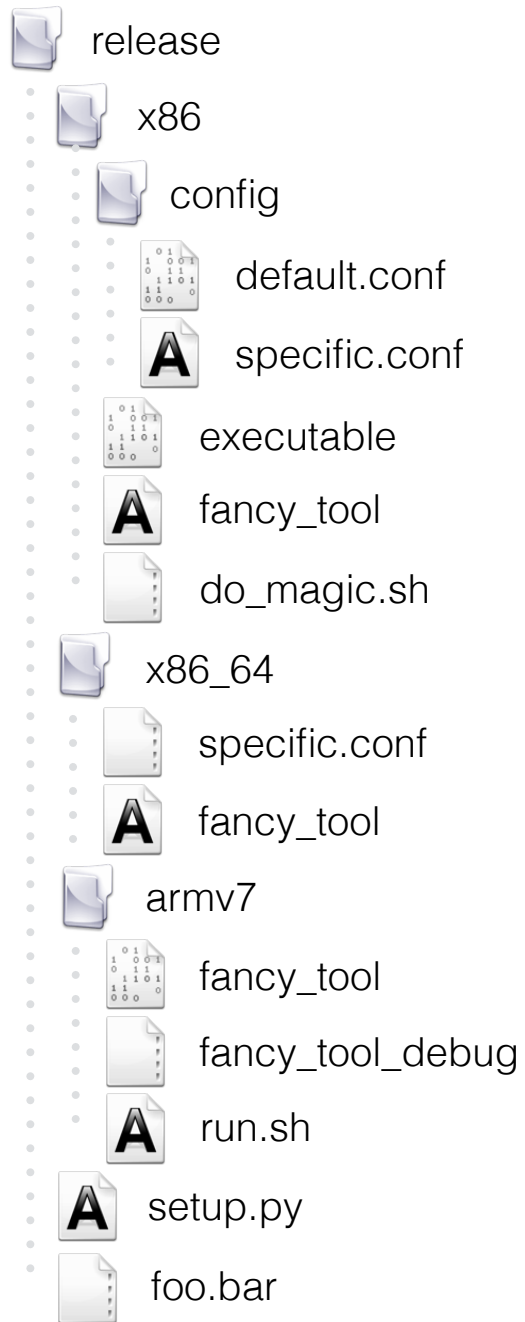 release
x86
config
default.conf
specific.conf
executable
fancy_tool
do_magic.sh
x86_64
specific.conf
fancy_tool
armv7
fancy_tool
fancy_tool_debug
run.sh
setup.py
foo.bar